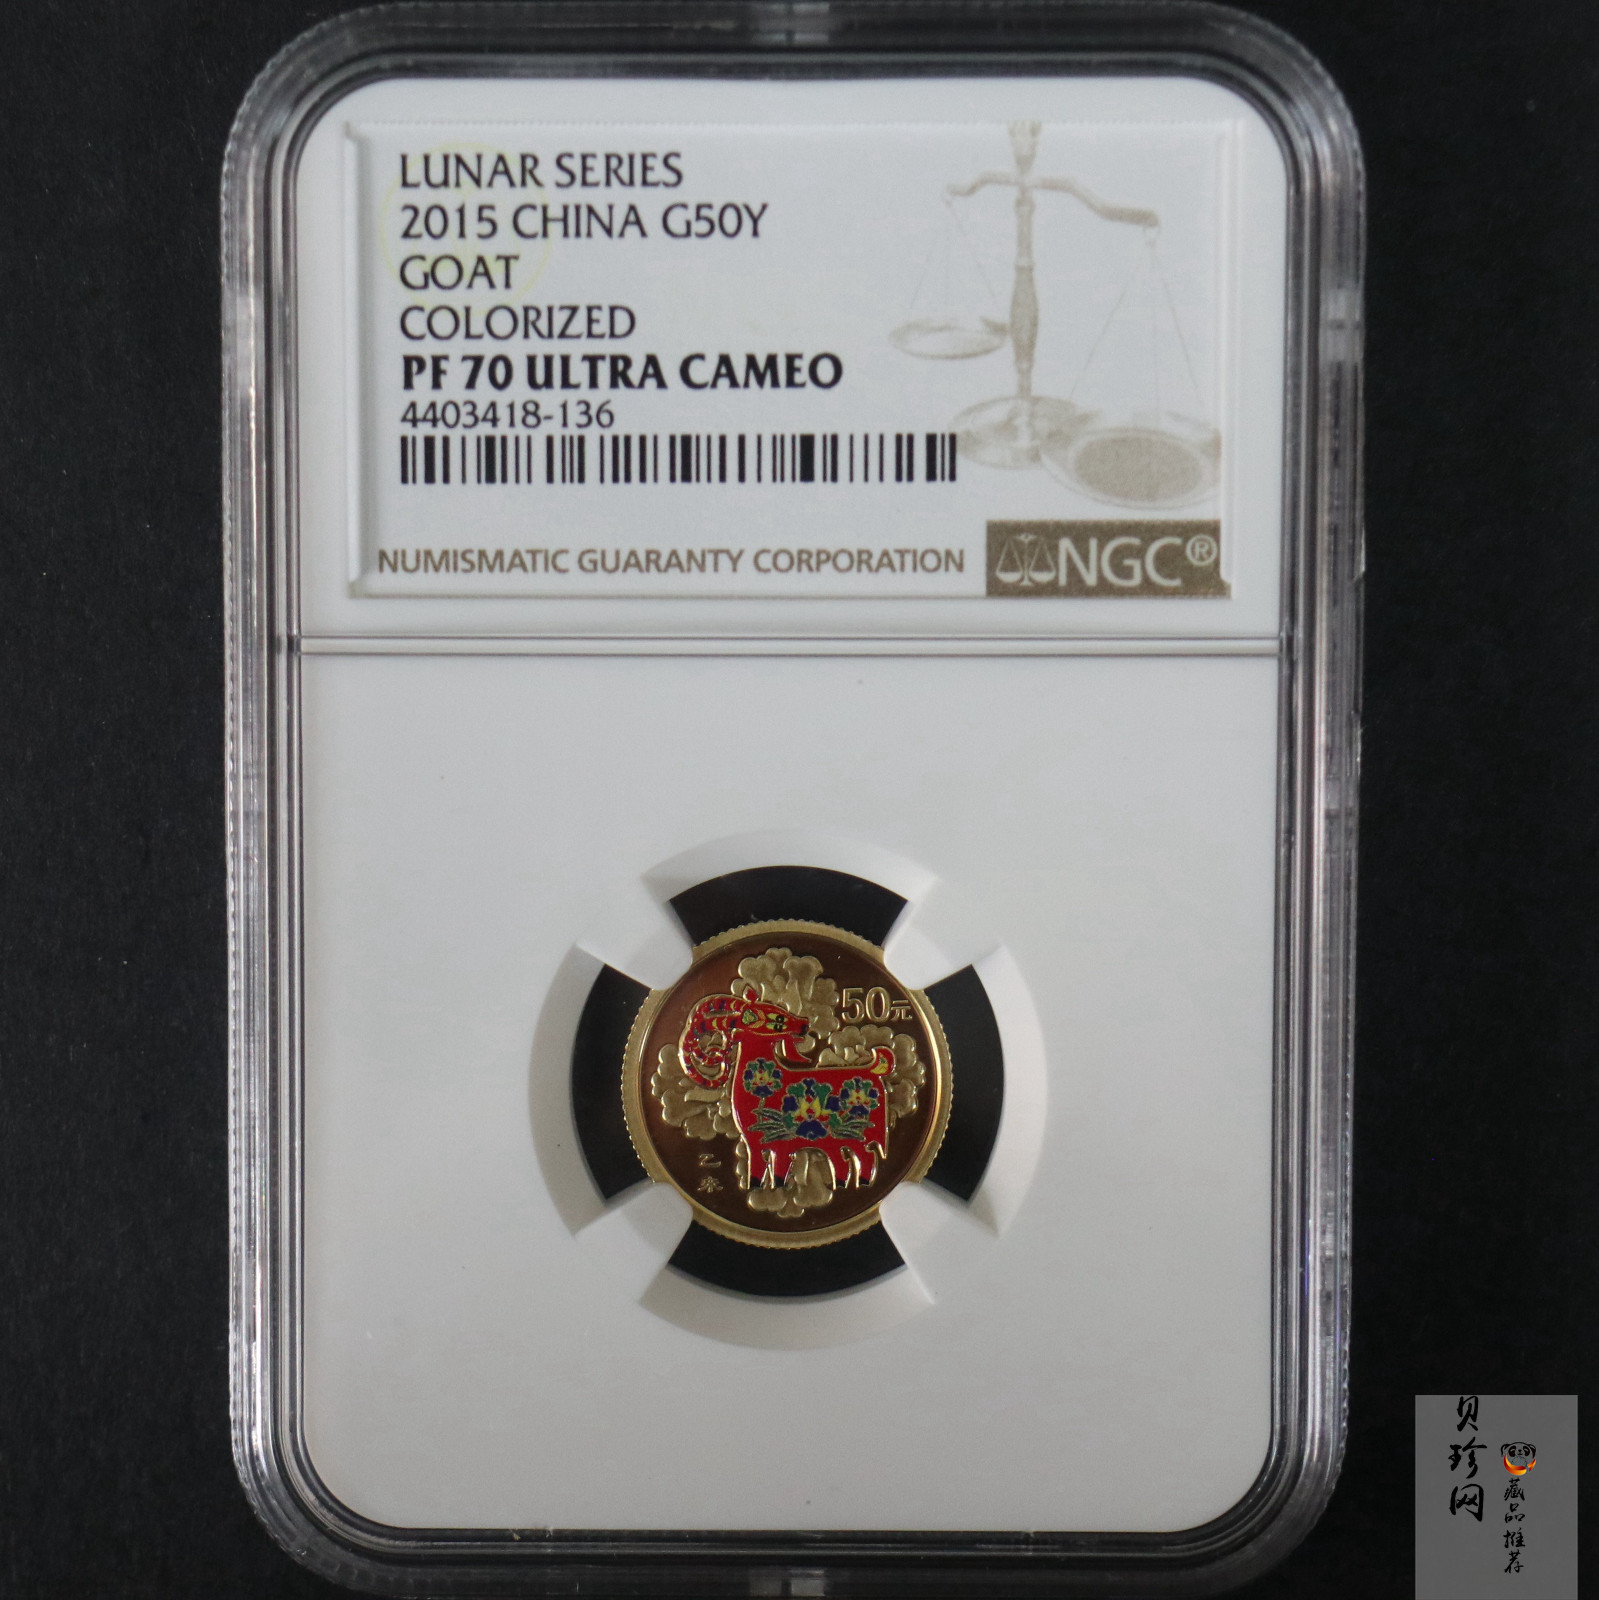 LUNAR SERIES
2015 CHINA G50Y
GOAT
COLORIZED
PF 70 ULTRA CAMEO
4403418-136
NUMISMATIC GUARANTY CORPORATION
NGC®
50元
乙
未
贝珍网
藏品推荐